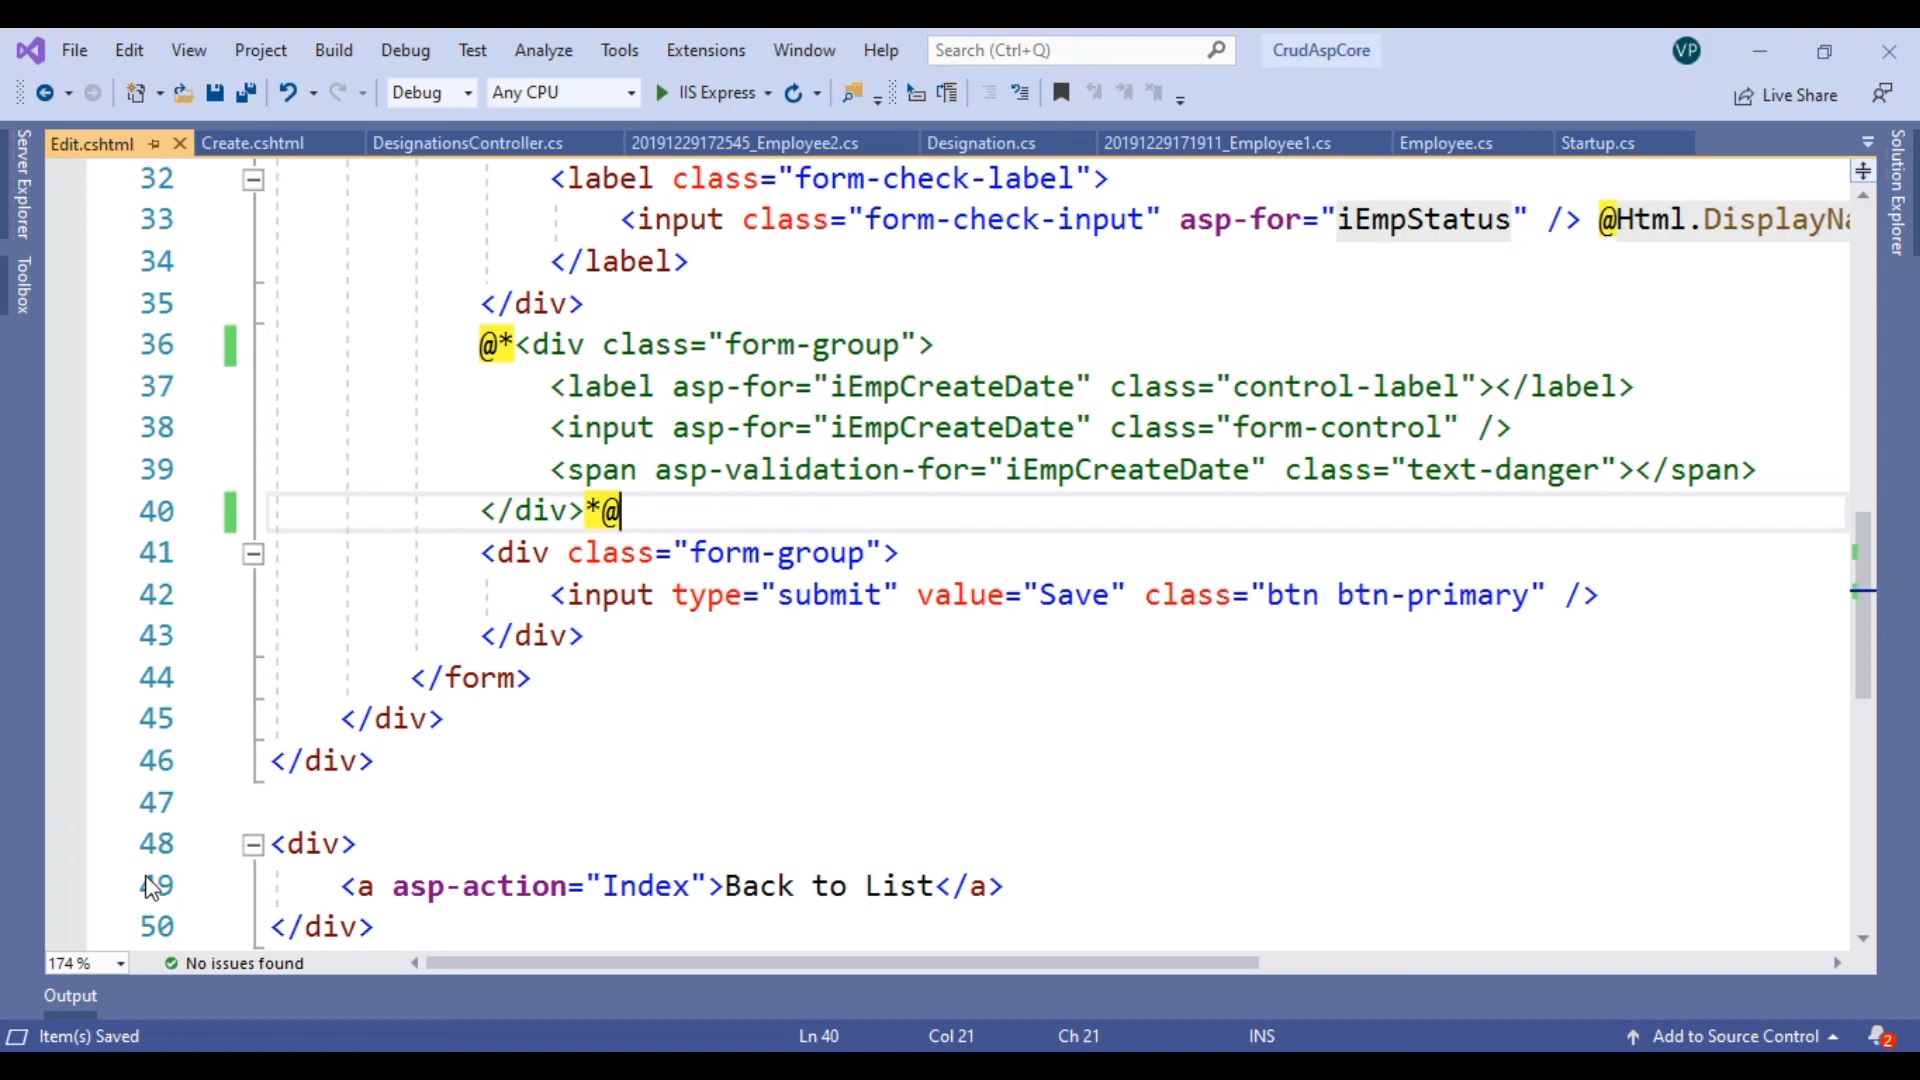 File Edit View Project Build Debug Test Analyze Tools Extensions Window Help Search (Ctrl+Q) CrudAspCore VP
Debug Any CPU IIS Express Live Share
Edit.cshtml Create.cshtml DesignationsController.cs 20191229172545_Employee2.cs Designation.cs 20191229171911_Employee1.cs Employee.cs Startup.cs
Server Explorer
Toolbox
Solution Explorer
32 <label class="form-check-label">
33 <input class="form-check-input" asp-for="iEmpStatus" /> @Html.DisplayNa
34 </label>
35 </div>
36 @*<div class="form-group">
37 <label asp-for="iEmpCreateDate" class="control-label"></label>
38 <input asp-for="iEmpCreateDate" class="form-control" />
39 <span asp-validation-for="iEmpCreateDate" class="text-danger"></span>
40 </div>*@
41 <div class="form-group">
42 <input type="submit" value="Save" class="btn btn-primary" />
43 </div>
44 </form>
45 </div>
46 </div>
47
48 <div>
49 <a asp-action="Index">Back to List</a>
50 </div>
174 % No issues found
Output
Item(s) Saved Ln 40 Col 21 Ch 21 INS Add to Source Control 2